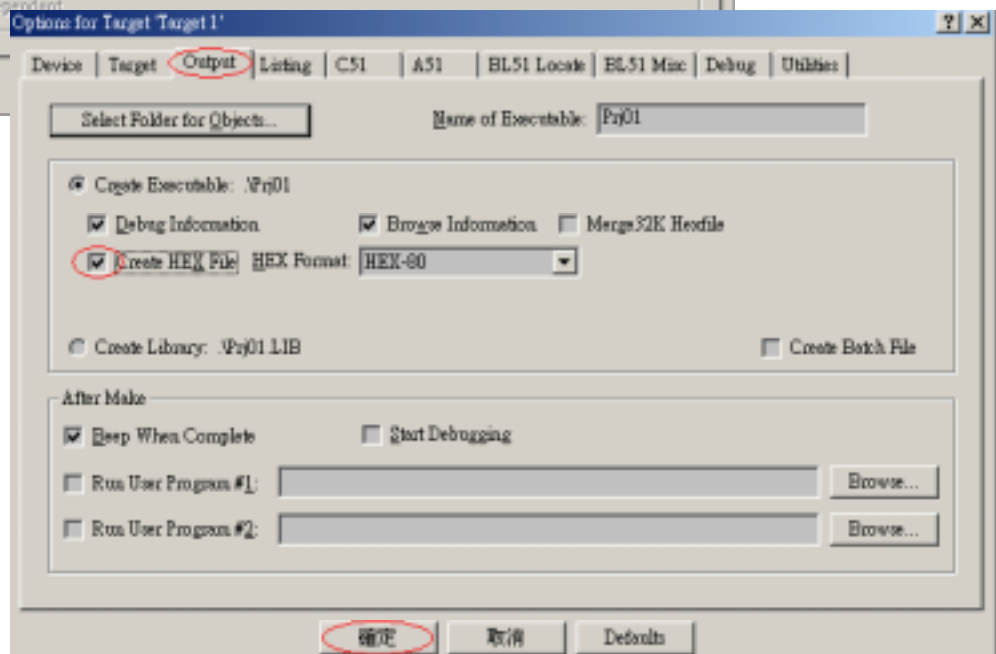 Options for Target 'Target 1'
Device Target Output Listing C51 A51 BL51 Locate BL51 Misc Debug Utilities
Select Folder for Objects... Name of Executable: Prj01
Create Executable: .\Prj01
Debug Information Browse Information Merge32K Hexfile
Create HEX File HEX Format: HEX-80
Create Library: .\Prj01.LIB Create Batch File
After Make
Beep When Complete Start Debugging
Run User Program #1: Browse...
Run User Program #2: Browse...
確定 取消 Defaults